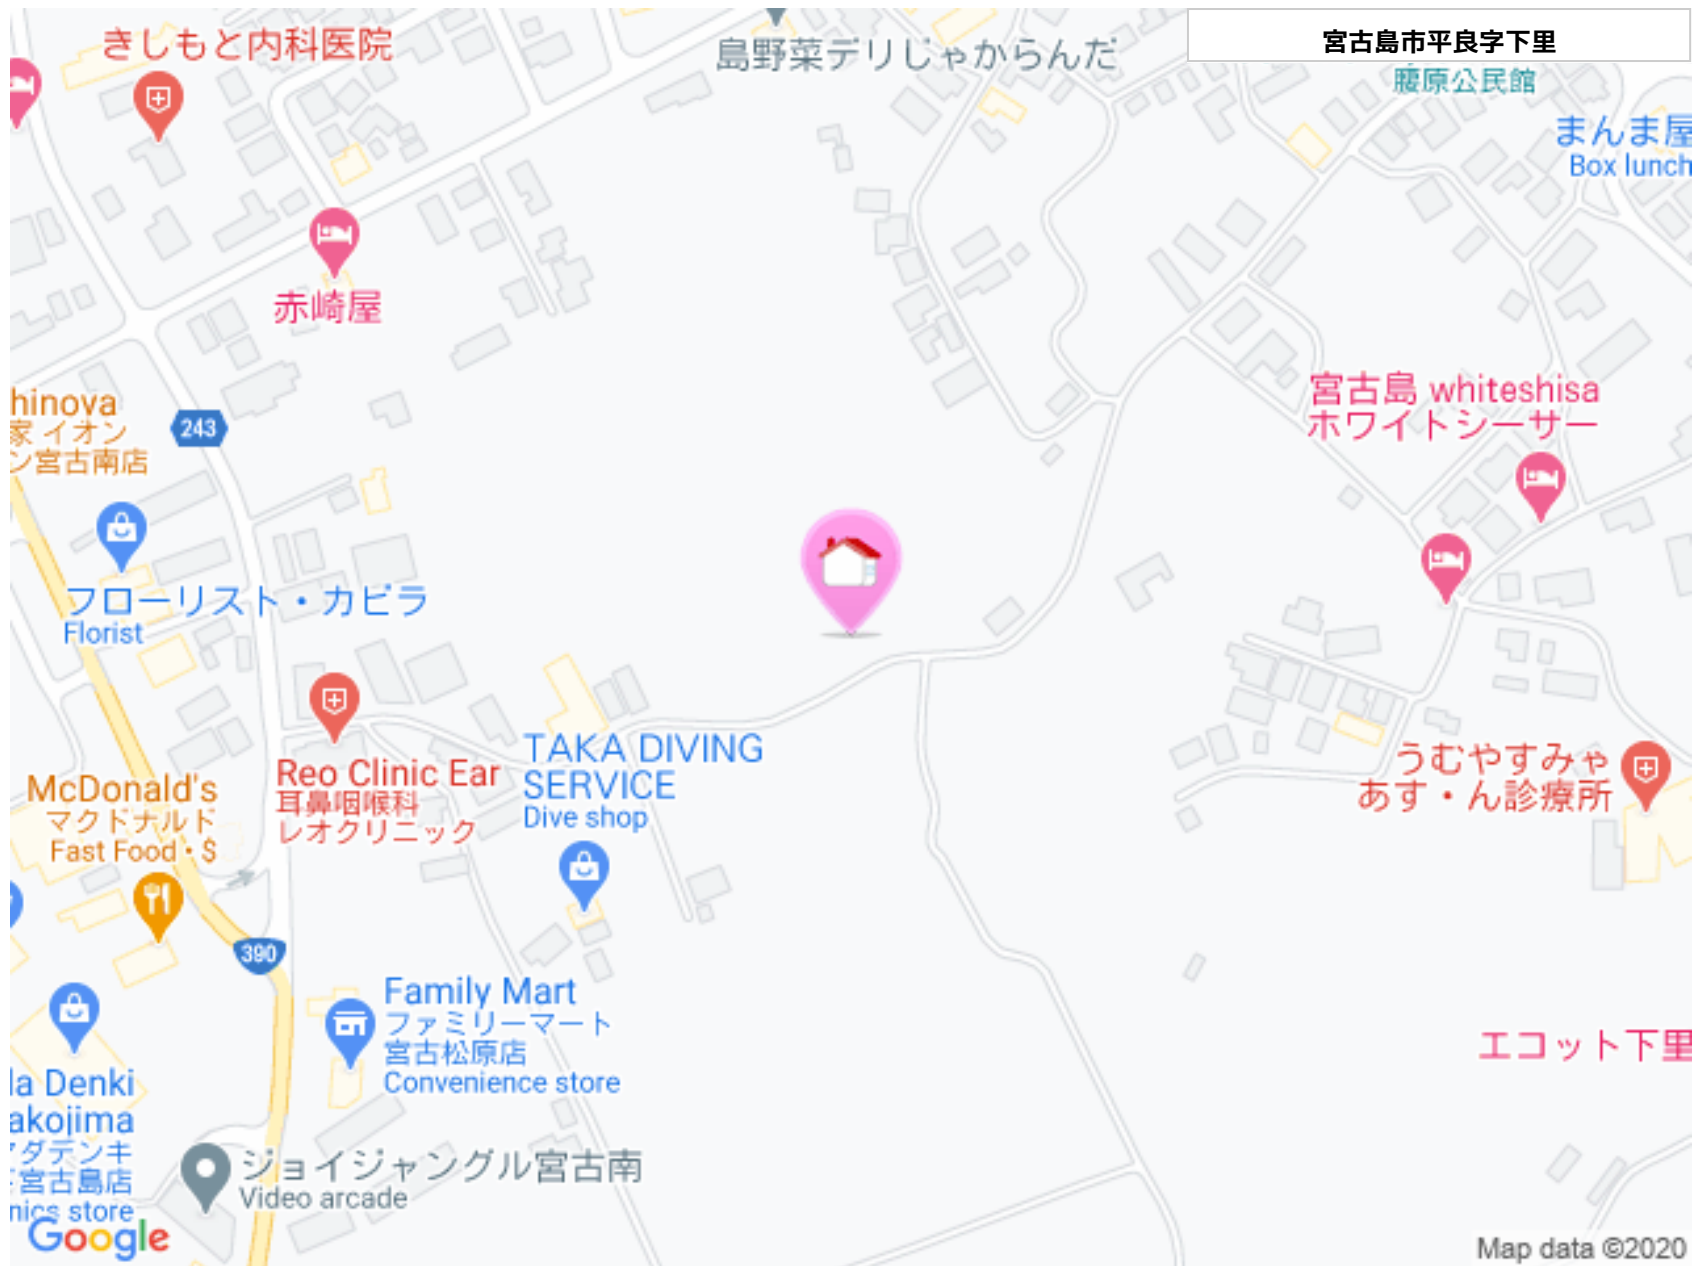 宮古島市平良字下里
きしもと内科医院
島野菜デリじゃからんだ
腰原公民館
まんま屋
Box lunch
赤崎屋
宮古島 whiteshisa
ホワイトシーサー
hinova
家 イオン
ン宮古南店
243
フローリスト・カビラ
Florist
Reo Clinic Ear
耳鼻咽喉科
レオクリニック
TAKA DIVING
SERVICE
Dive shop
McDonald's
マクドナルド
Fast Food · $
うむやすみゃ
あす・ん診療所
390
Family Mart
ファミリーマート
宮古松原店
Convenience store
エコット下里
la Denki
akojima
マダデンキ
宮古島店
nics store
ジョイジャングル宮古南
Video arcade
Google
Map data ©2020